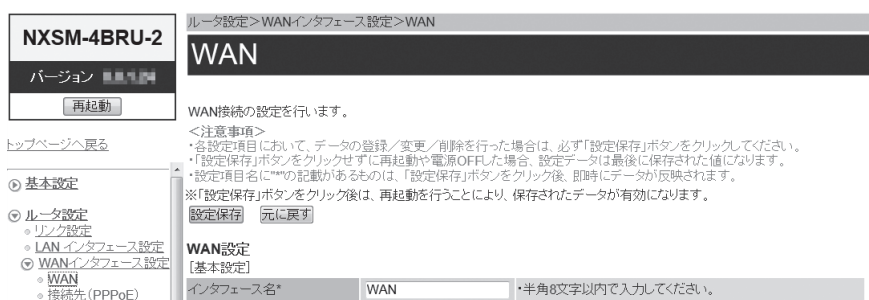 NXSM-4BRU-2
バージョン
再起動
トップページへ戻る
基本設定
ルータ設定
リンク設定
LAN インタフェース設定
WANインタフェース設定
WAN
接続先(PPPoE)
ルータ設定>WANインタフェース設定>WAN
WAN
WAN接続の設定を行います。
<注意事項>
・各設定項目において、データの登録／変更／削除を行った場合は、必ず「設定保存」ボタンをクリックしてください。
・「設定保存」ボタンをクリックせずに再起動や電源OFFした場合、設定データは最後に保存された値になります。
・設定項目名に"*"の記載があるものは、「設定保存」ボタンをクリック後、即時にデータが反映されます。
※「設定保存」ボタンをクリック後は、再起動を行うことにより、保存されたデータが有効になります。
設定保存 元に戻す
WAN設定
[基本設定]
インタフェース名* WAN ・半角8文字以内で入力してください。